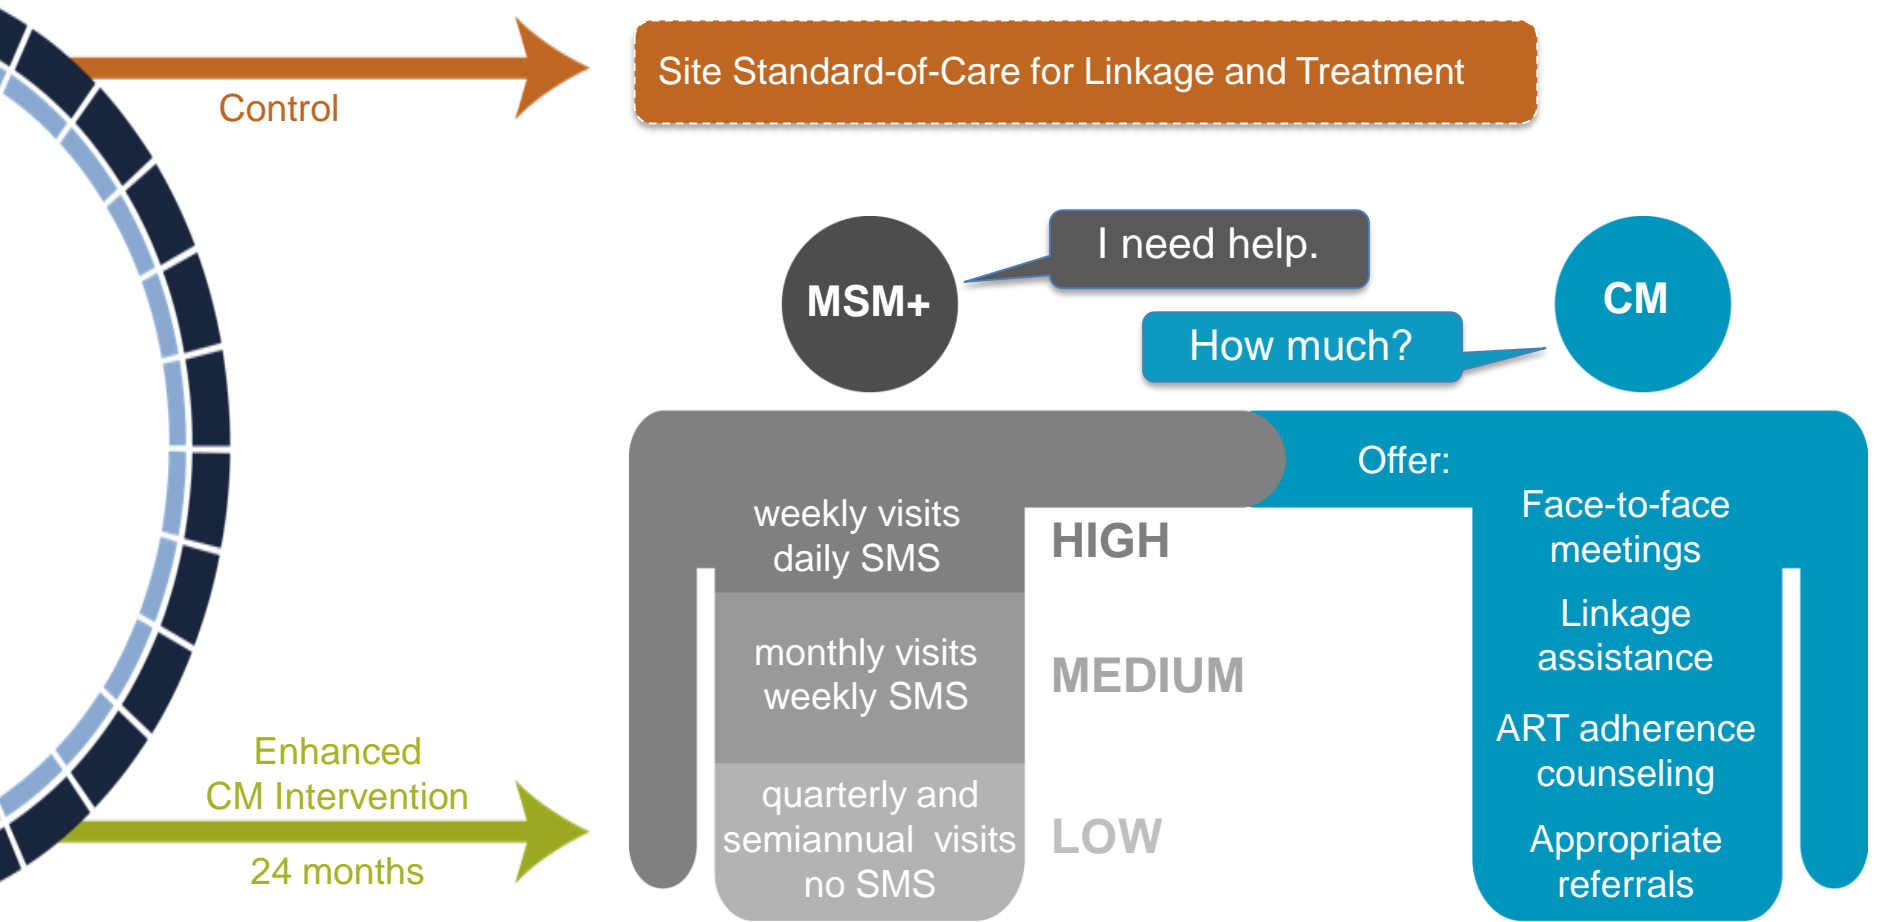 Control
Site Standard-of-Care for Linkage and Treatment
MSM+
I need help.
How much?
CM
Offer:
weekly visits
daily SMS
HIGH
monthly visits
weekly SMS
MEDIUM
quarterly and
semiannual  visits
no SMS
LOW
Face-to-face
meetings
Linkage
assistance
ART adherence
counseling
Appropriate
referrals
Enhanced
CM Intervention
24 months